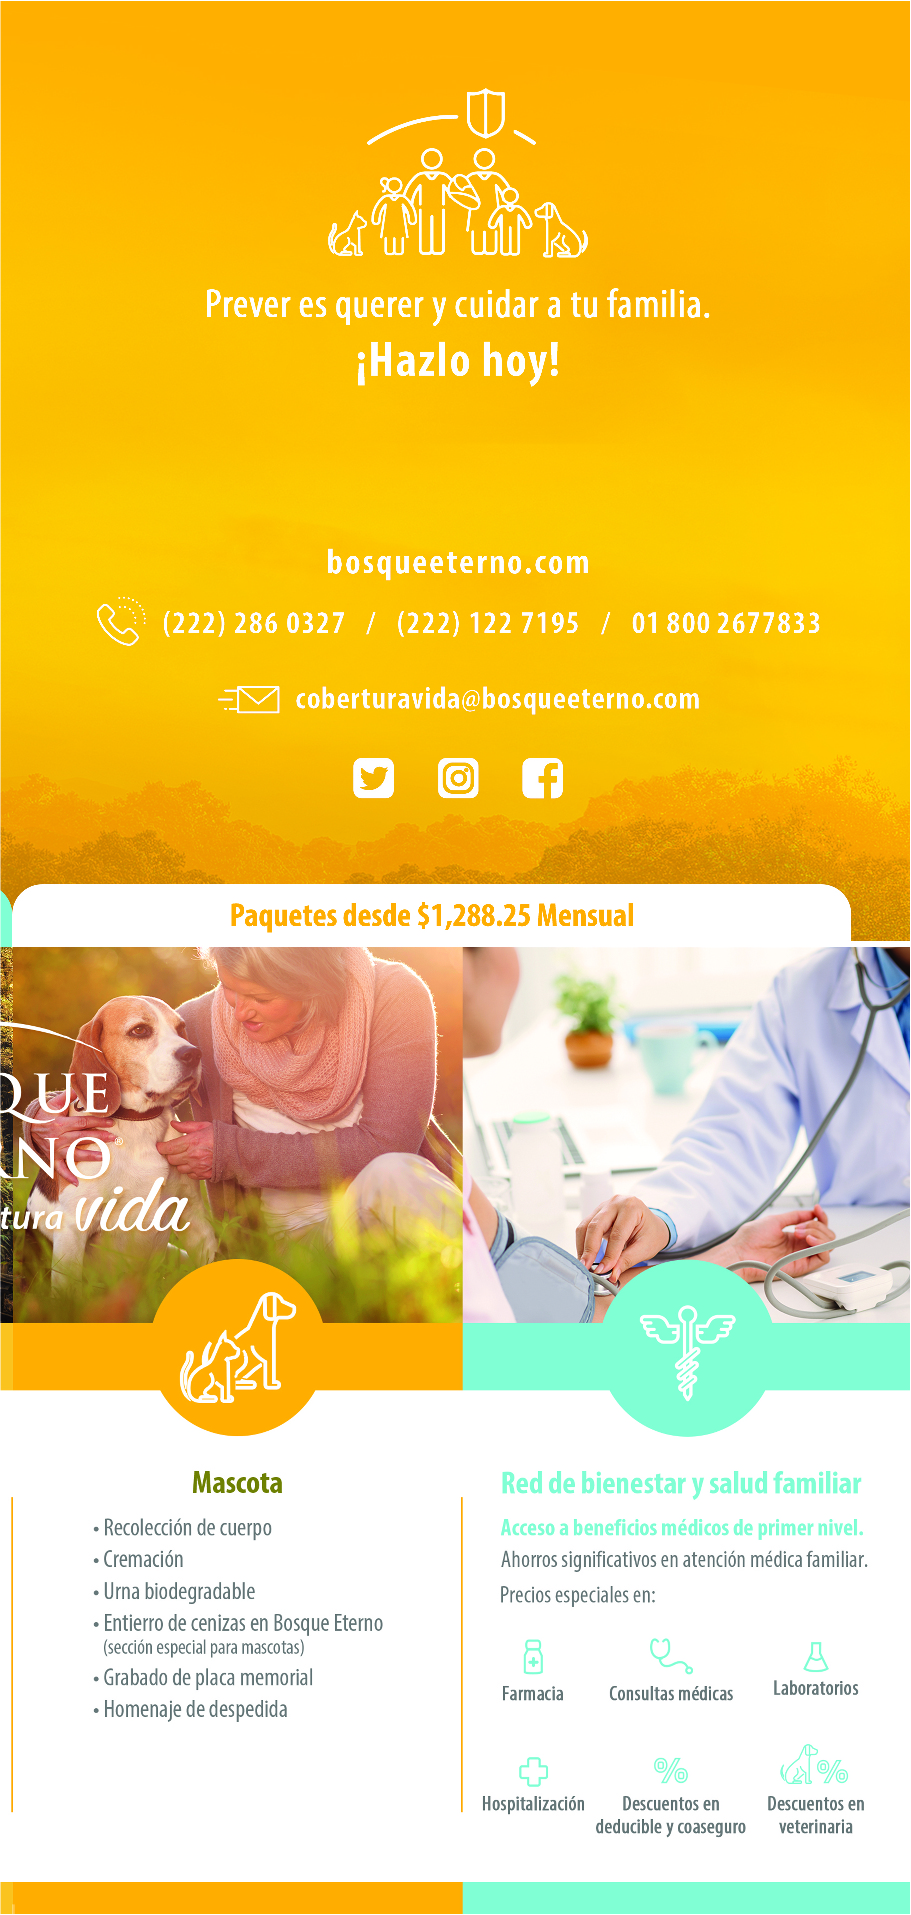 Prever es querer y cuidar a tu familia.
¡Hazlo hoy!
bosqueeterno.com
(222) 286 0327 / (222) 122 7195 / 01 800 2677833
coberturavida@bosqueeterno.com
Paquetes desde $1,288.25 Mensual
QUE
RNO®
tura vida
Mascota
• Recolección de cuerpo
• Cremación
• Urna biodegradable
• Entierro de cenizas en Bosque Eterno
(sección especial para mascotas)
• Grabado de placa memorial
• Homenaje de despedida
Red de bienestar y salud familiar
Acceso a beneficios médicos de primer nivel.
Ahorros significativos en atención médica familiar.
Precios especiales en:
Farmacia
Consultas médicas
Laboratorios
Hospitalización
Descuentos en
deducible y coaseguro
Descuentos en
veterinaria